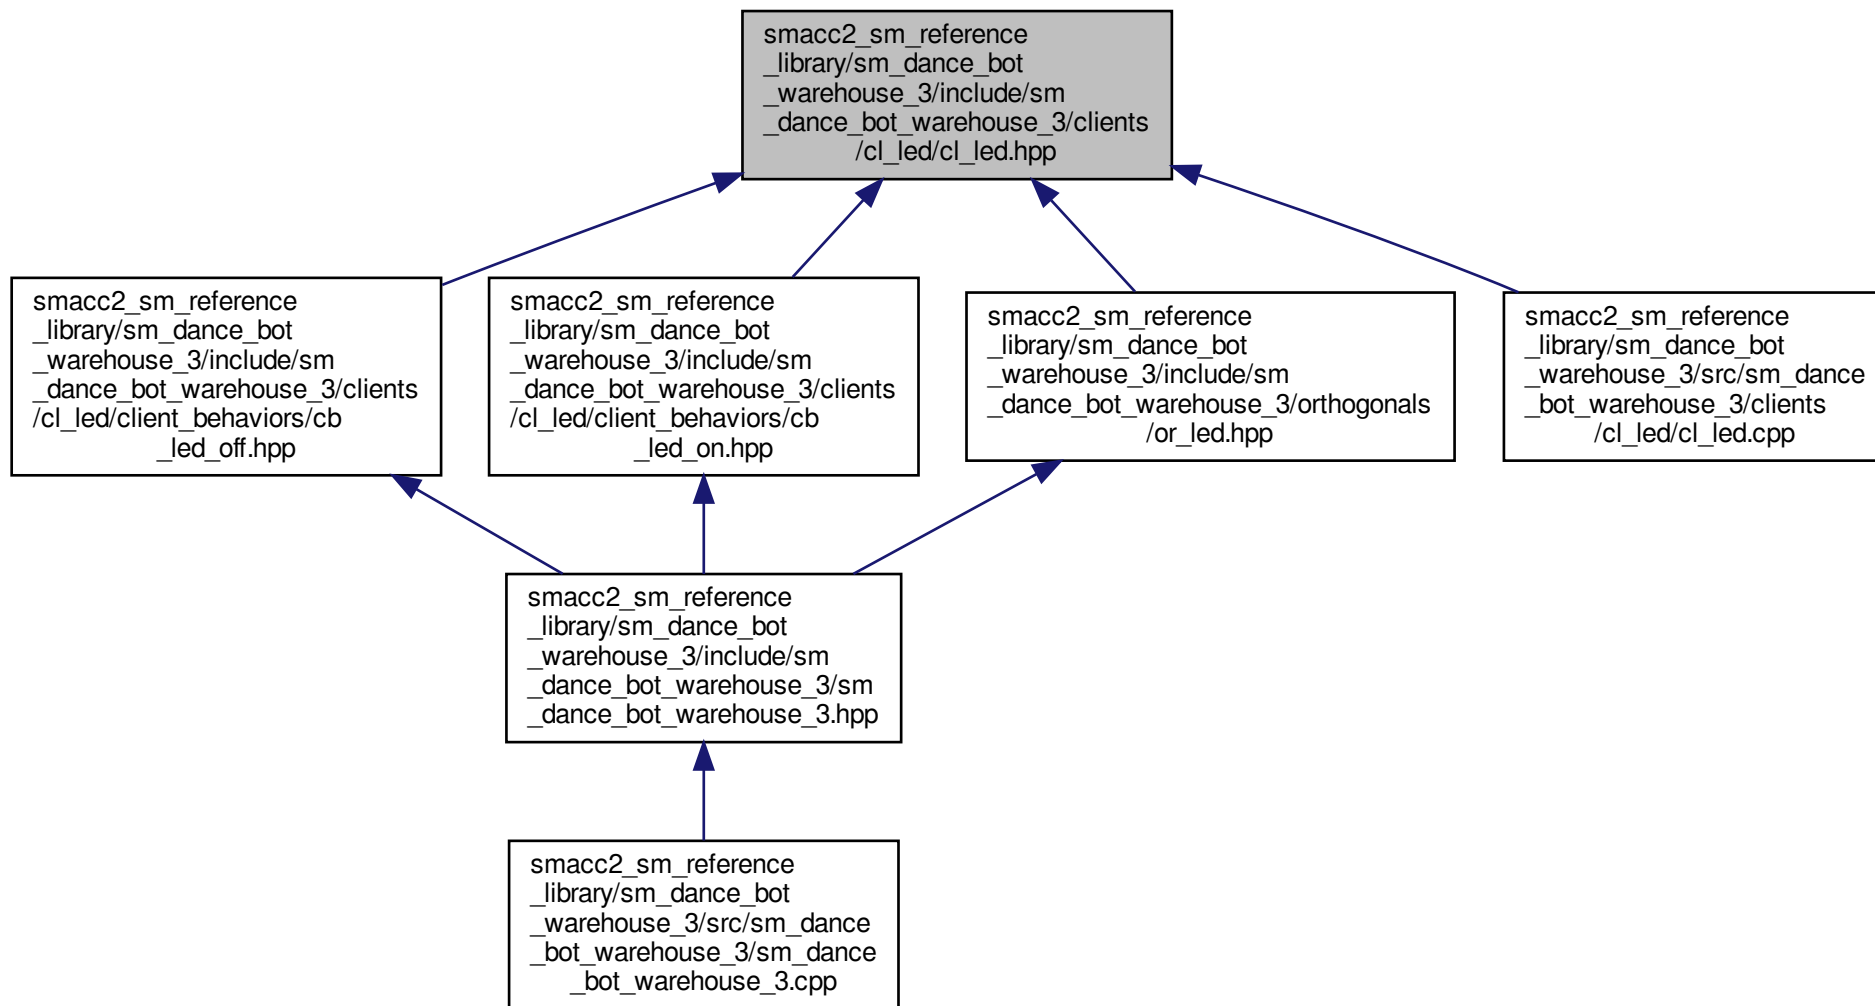 smacc2_sm_reference
_library/sm_dance_bot
_warehouse_3/include/sm
_dance_bot_warehouse_3/clients
/cl_led/cl_led.hpp
smacc2_sm_reference
_library/sm_dance_bot
_warehouse_3/include/sm
_dance_bot_warehouse_3/clients
/cl_led/client_behaviors/cb
_led_off.hpp
smacc2_sm_reference
_library/sm_dance_bot
_warehouse_3/include/sm
_dance_bot_warehouse_3/clients
/cl_led/client_behaviors/cb
_led_on.hpp
smacc2_sm_reference
_library/sm_dance_bot
_warehouse_3/include/sm
_dance_bot_warehouse_3/orthogonals
/or_led.hpp
smacc2_sm_reference
_library/sm_dance_bot
_warehouse_3/src/sm_dance
_bot_warehouse_3/clients
/cl_led/cl_led.cpp
smacc2_sm_reference
_library/sm_dance_bot
_warehouse_3/include/sm
_dance_bot_warehouse_3/sm
_dance_bot_warehouse_3.hpp
smacc2_sm_reference
_library/sm_dance_bot
_warehouse_3/src/sm_dance
_bot_warehouse_3/sm_dance
_bot_warehouse_3.cpp